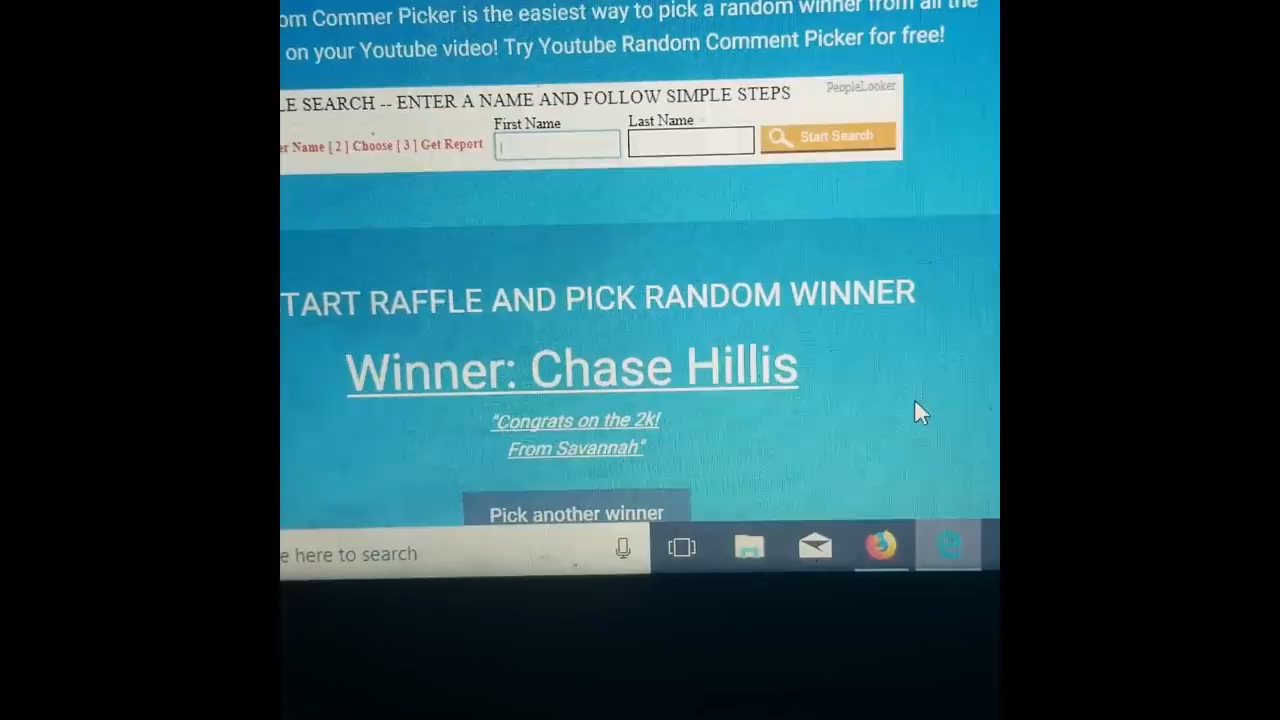 om Commer Picker is the easiest way to pick a random winner from all the
on your Youtube video! Try Youtube Random Comment Picker for free!
PeopleLooker
LE SEARCH -- ENTER A NAME AND FOLLOW SIMPLE STEPS
First Name
Last Name
er Name [ 2 ] Choose [ 3 ] Get Report
Start Search
TART RAFFLE AND PICK RANDOM WINNER
Winner: Chase Hillis
"Congrats on the 2k!
From Savannah"
Pick another winner
e here to search